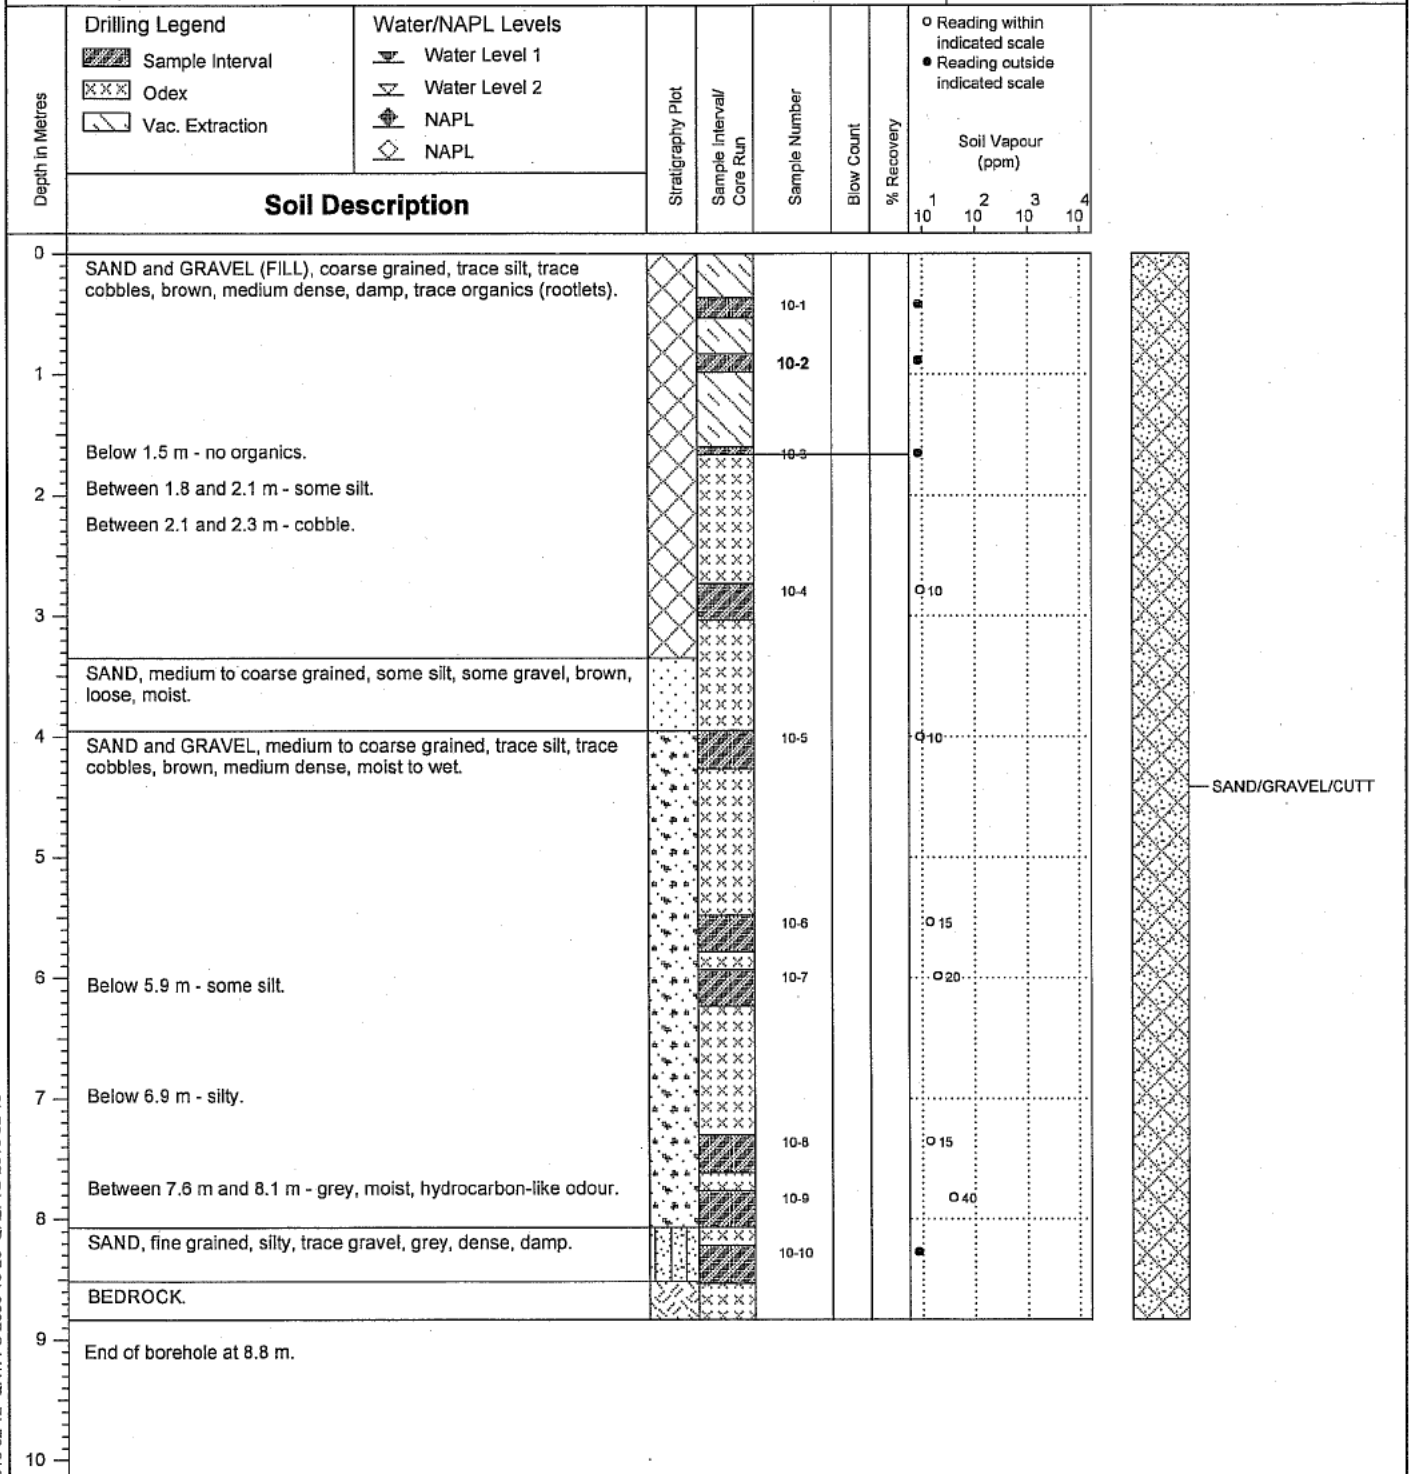 Drilling Legend
Sample Interval
Odex
Vac. Extraction
Water/NAPL Levels
Water Level 1
Water Level 2
NAPL
NAPL
Depth in Metres
Soil Description
Stratigraphy Plot
Sample Interval/
Core Run
Sample Number
Blow Count
% Recovery
Reading within
indicated scale
Reading outside
indicated scale
Soil Vapour
(ppm)
10 1 10 2 10 3 10 4
0
SAND and GRAVEL (FILL), coarse grained, trace silt, trace
cobbles, brown, medium dense, damp, trace organics (rootlets).
10-1
10-2
1
Below 1.5 m - no organics.
10-3
Between 1.8 and 2.1 m - some silt.
2
Between 2.1 and 2.3 m - cobble.
10-4
10
3
SAND, medium to coarse grained, some silt, some gravel, brown,
loose, moist.
4
10-5
10
SAND and GRAVEL, medium to coarse grained, trace silt, trace
cobbles, brown, medium dense, moist to wet.
SAND/GRAVEL/CUTT
5
10-6
15
6
10-7
20
Below 5.9 m - some silt.
7
Below 6.9 m - silty.
10-8
15
Between 7.6 m and 8.1 m - grey, moist, hydrocarbon-like odour.
10-9
40
8
SAND, fine grained, silty, trace gravel, grey, dense, damp.
10-10
BEDROCK.
9
End of borehole at 8.8 m.
10